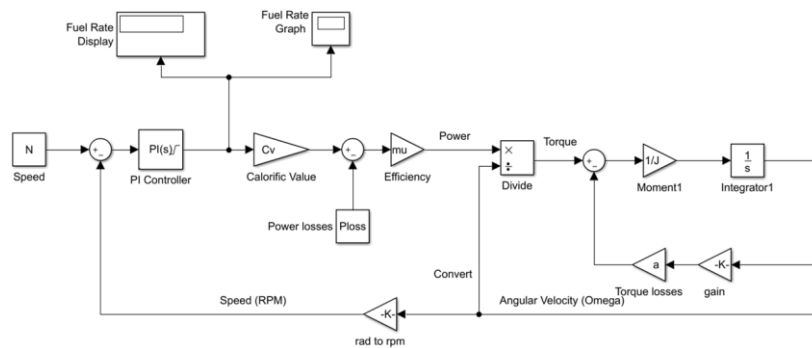 Fuel Rate
Display
Fuel Rate
Graph
N
Speed
+
−
PI(s)
PI Controller
Cv
Calorific Value
+
−
Power losses
Ploss
mu
Efficiency
Power
×
÷
Divide
Torque
+
−
1/J
Moment1
1
s
Integrator1
a
Torque losses
-K-
gain
Convert
Speed (RPM)
-K-
rad to rpm
Angular Velocity (Omega)